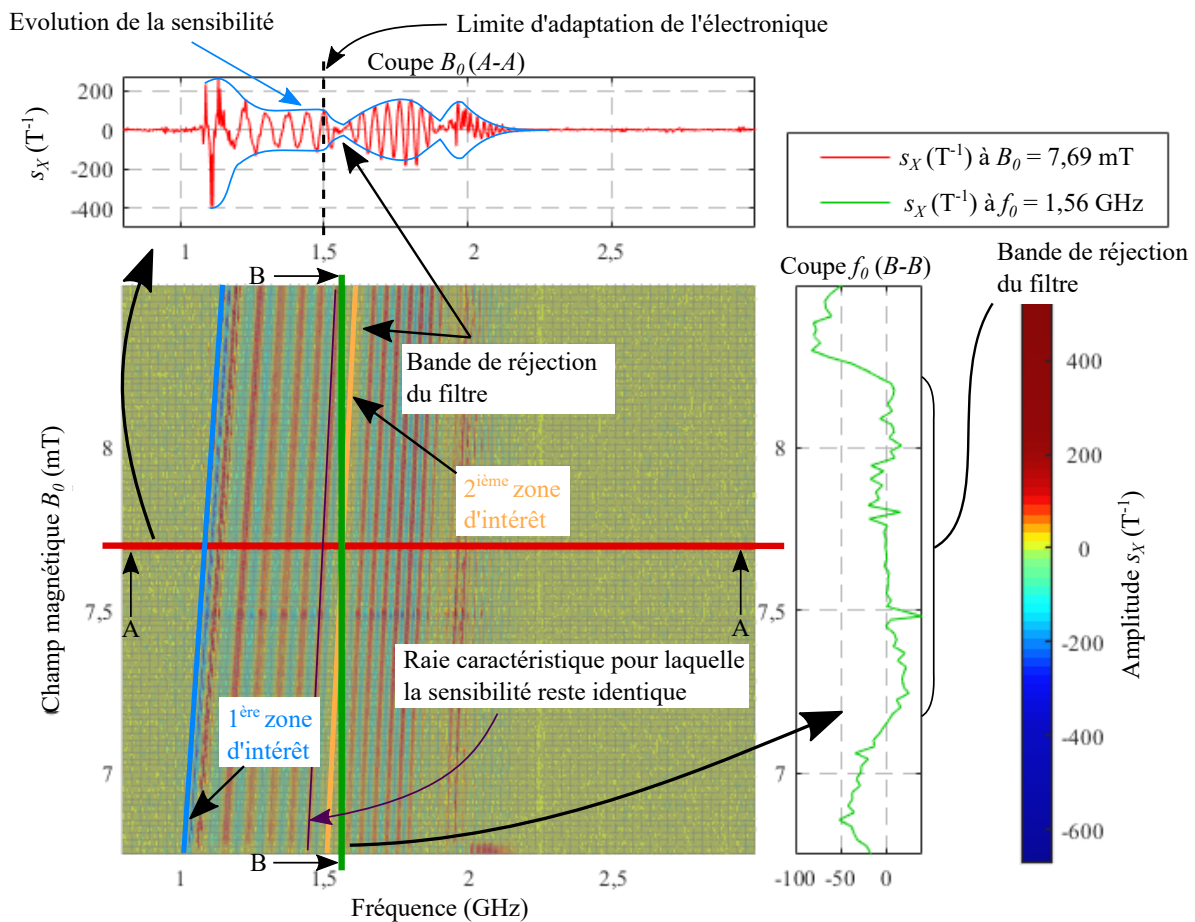 Evolution de la sensibilité
Limite d'adaptation de l'électronique
Coupe B0 (A-A)
200
0
-200
-400
sX (T-1)
1
1,5
2
2,5
sX (T-1) à B0 = 7,69 mT
sX (T-1) à f0 = 1,56 GHz
B
Coupe f0 (B-B)
Bande de réjection
du filtre
Bande de réjection
du filtre
2ième zone
d'intérêt
8
7,5
7
Champ magnétique B0 (mT)
A
A
Raie caractéristique pour laquelle
la sensibilité reste identique
1ère zone
d'intérêt
B
1
1,5
2
2,5
Fréquence (GHz)
-100
-50
0
400
200
0
-200
-400
-600
Amplitude sX (T-1)